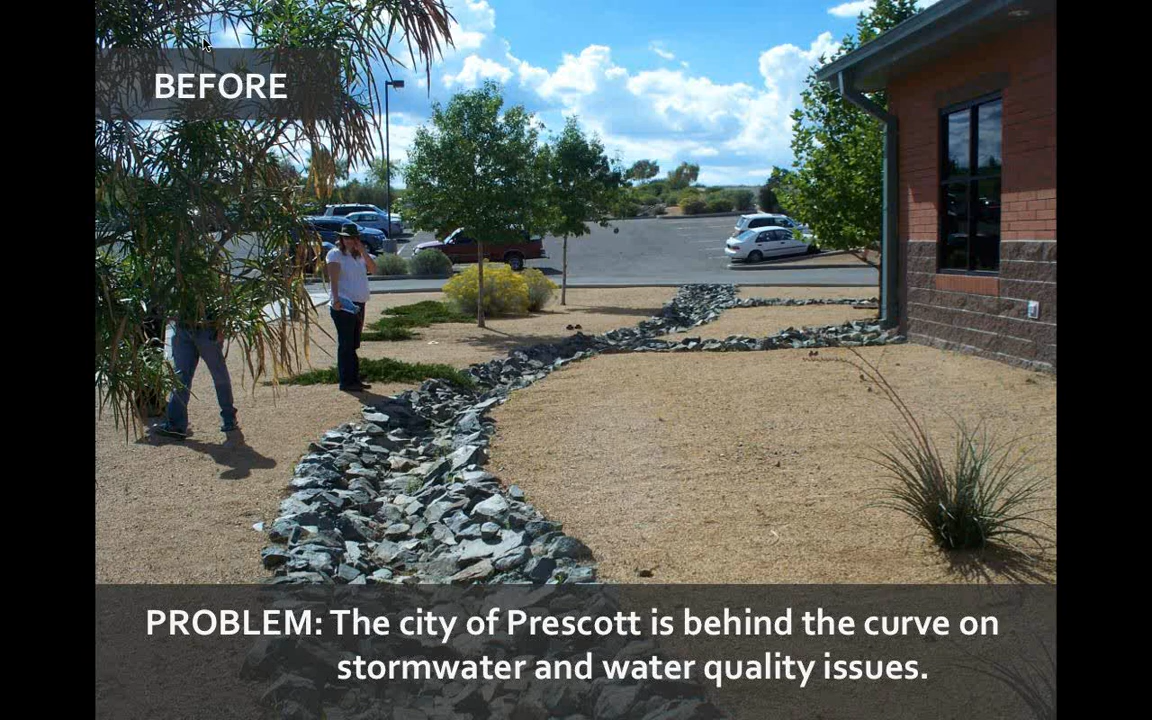 BEFORE
PROBLEM: The city of Prescott is behind the curve on
stormwater and water quality issues.